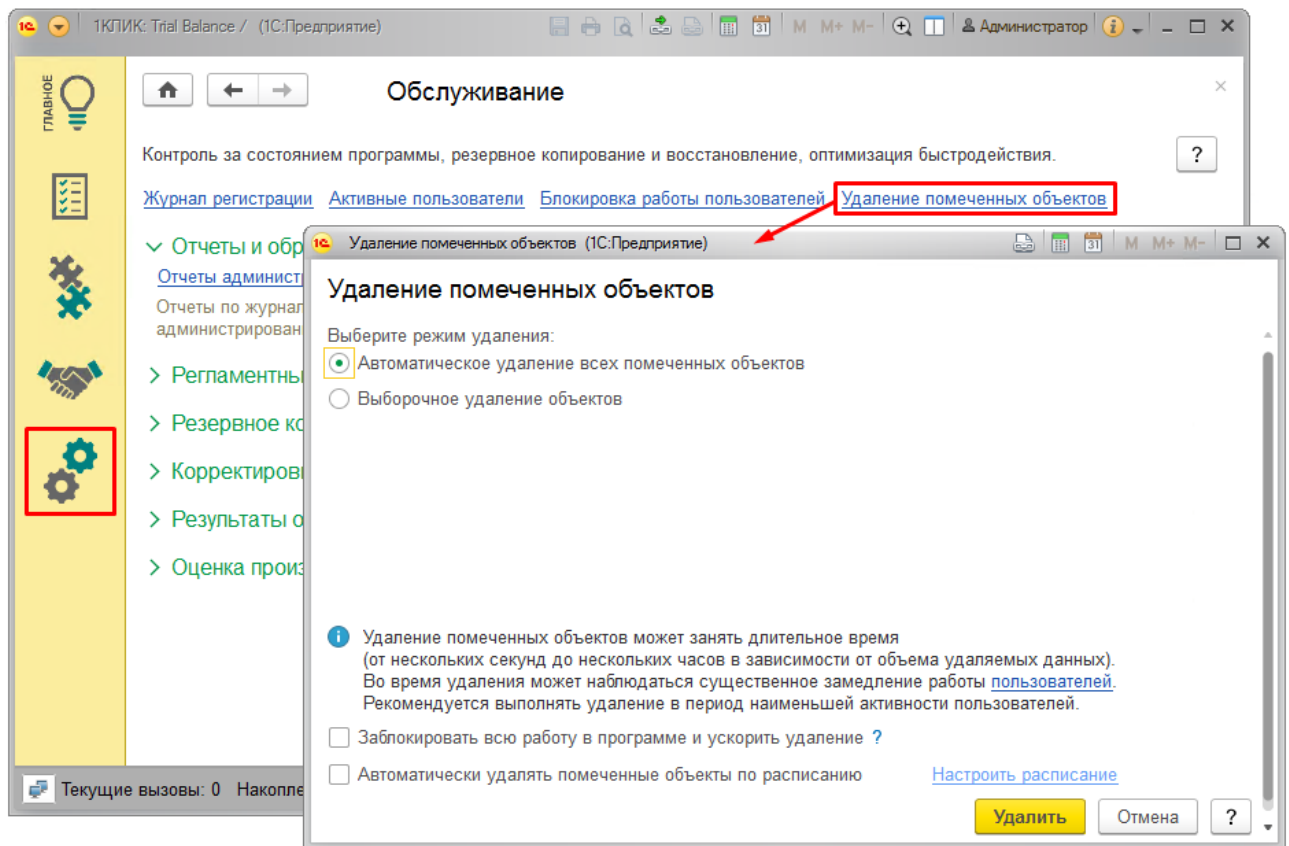 1КЛИК: Trial Balance / (1С:Предприятие)
M M+ M-
Администратор
ГЛАВНОЕ
Обслуживание
Контроль за состоянием программы, резервное копирование и восстановление, оптимизация быстродействия.
?
Журнал регистрации Активные пользователи Блокировка работы пользователей Удаление помеченных объектов
Отчеты и обр
Отчеты админист
Отчеты по журнал
администрирован
Регламентны
Резервное ко
Корректиров
Результаты о
Оценка произ
Текущие вызовы: 0 Накопле
Удаление помеченных объектов (1С:Предприятие)
31 M M+ M-
Удаление помеченных объектов
Выберите режим удаления:
Автоматическое удаление всех помеченных объектов
Выборочное удаление объектов
Удаление помеченных объектов может занять длительное время
(от нескольких секунд до нескольких часов в зависимости от объема удаляемых данных).
Во время удаления может наблюдаться существенное замедление работы пользователей.
Рекомендуется выполнять удаление в период наименьшей активности пользователей.
Заблокировать всю работу в программе и ускорить удаление ?
Автоматически удалять помеченные объекты по расписанию Настроить расписание
Удалить Отмена ?